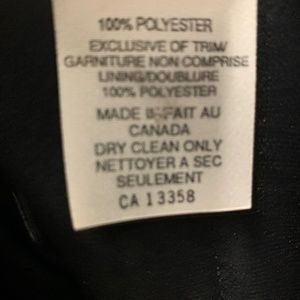 100% POLYESTER
EXCLUSIVE OF TRIM/
GARNITURE NON COMPRISE
LINING/DOUBLURE
100% POLYESTER
MADE IN/FAIT AU
CANADA
DRY CLEAN ONLY
NETTOYER A SEC
SEULEMENT
CA 13358